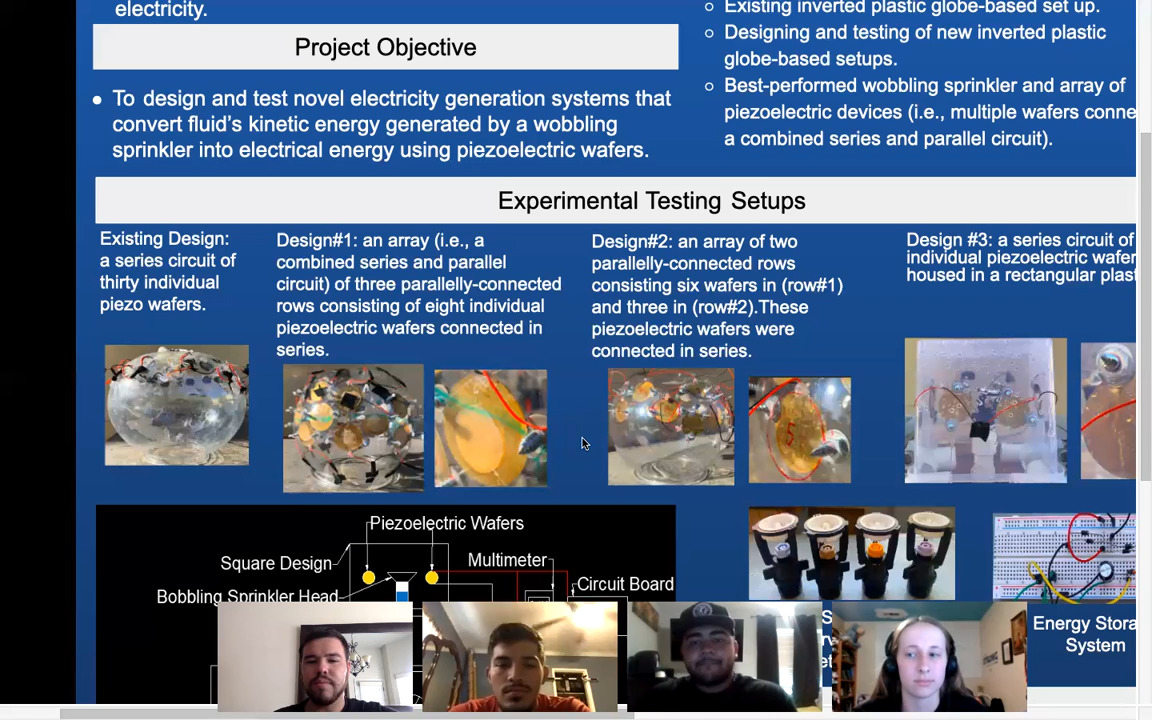 electricity.
Project Objective
● To design and test novel electricity generation systems that
convert fluid's kinetic energy generated by a wobbling
sprinkler into electrical energy using piezoelectric wafers.
○ Existing inverted plastic globe-based set up.
○ Designing and testing of new inverted plastic
globe-based setups.
○ Best-performed wobbling sprinkler and array of
piezoelectric devices (i.e., multiple wafers conne
a combined series and parallel circuit).
Experimental Testing Setups
Existing Design:
a series circuit of
thirty individual
piezo wafers.
Design#1: an array (i.e., a
combined series and parallel
circuit) of three parallelly-connected
rows consisting of eight individual
piezoelectric wafers connected in
series.
Design#2: an array of two
parallelly-connected rows
consisting six wafers in (row#1)
and three in (row#2).These
piezoelectric wafers were
connected in series.
Design #3: a series circuit of
individual piezoelectric wafer
housed in a rectangular plast
5
Piezoelectric Wafers
Square Design
Multimeter
Circuit Board
Bobbling Sprinkler Head
Energy Stora
System